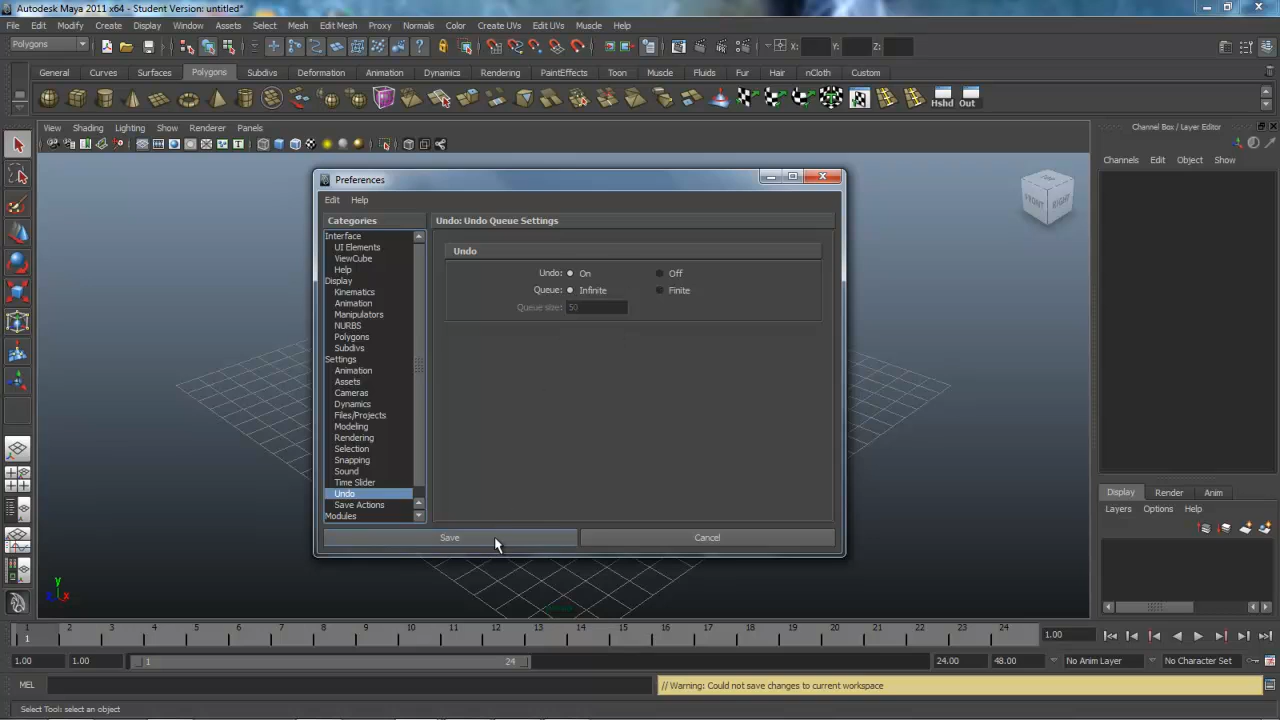 Autodesk Maya 2011 x64 - Student Version: untitled*
File Edit Modify Create Display Window Assets Select Mesh Edit Mesh Proxy Normals Color Create UVs Edit UVs Muscle Help
Polygons X: Y: Z:
General Curves Surfaces Polygons Subdivs Deformation Animation Dynamics Rendering PaintEffects Toon Muscle Fluids Fur Hair nCloth Custom
Hshd Out
View Shading Lighting Show Renderer Panels
Channel Box / Layer Editor
Channels Edit Object Show
FRONT RIGHT
Preferences
Edit Help
Categories
Interface
UI Elements
ViewCube
Help
Display
Kinematics
Animation
Manipulators
NURBS
Polygons
Subdivs
Settings
Animation
Assets
Cameras
Dynamics
Files/Projects
Modeling
Rendering
Selection
Snapping
Sound
Time Slider
Undo
Save Actions
Modules
Undo: Undo Queue Settings
Undo
Undo: On Off
Queue: Infinite Finite
Queue size: 50
Save Cancel
Display Render Anim
Layers Options Help
y
z x
1 2 3 4 5 6 7 8 9 10 11 12 13 14 15 16 17 18 19 20 21 22 23 24
1
1.00
1.00 1.00 1 24 24.00 48.00 No Anim Layer No Character Set
MEL // Warning: Could not save changes to current workspace
Select Tool: select an object